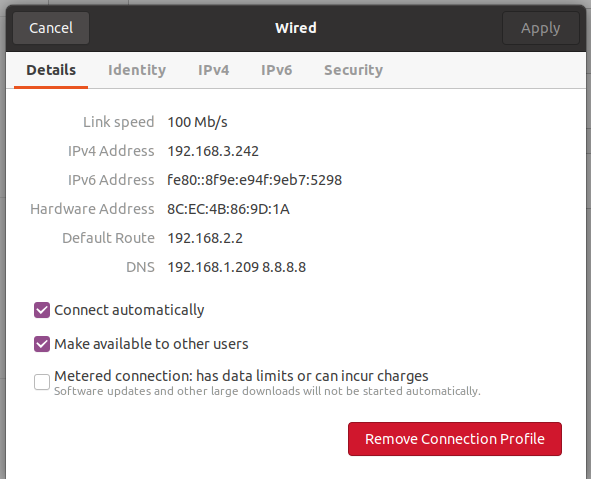 Cancel Wired Apply
Details Identity IPv4 IPv6 Security
Link speed 100 Mb/s
IPv4 Address 192.168.3.242
IPv6 Address fe80::8f9e:e94f:9eb7:5298
Hardware Address 8C:EC:4B:86:9D:1A
Default Route 192.168.2.2
DNS 192.168.1.209 8.8.8.8
Connect automatically
Make available to other users
Metered connection: has data limits or can incur charges
Software updates and other large downloads will not be started automatically.
Remove Connection Profile